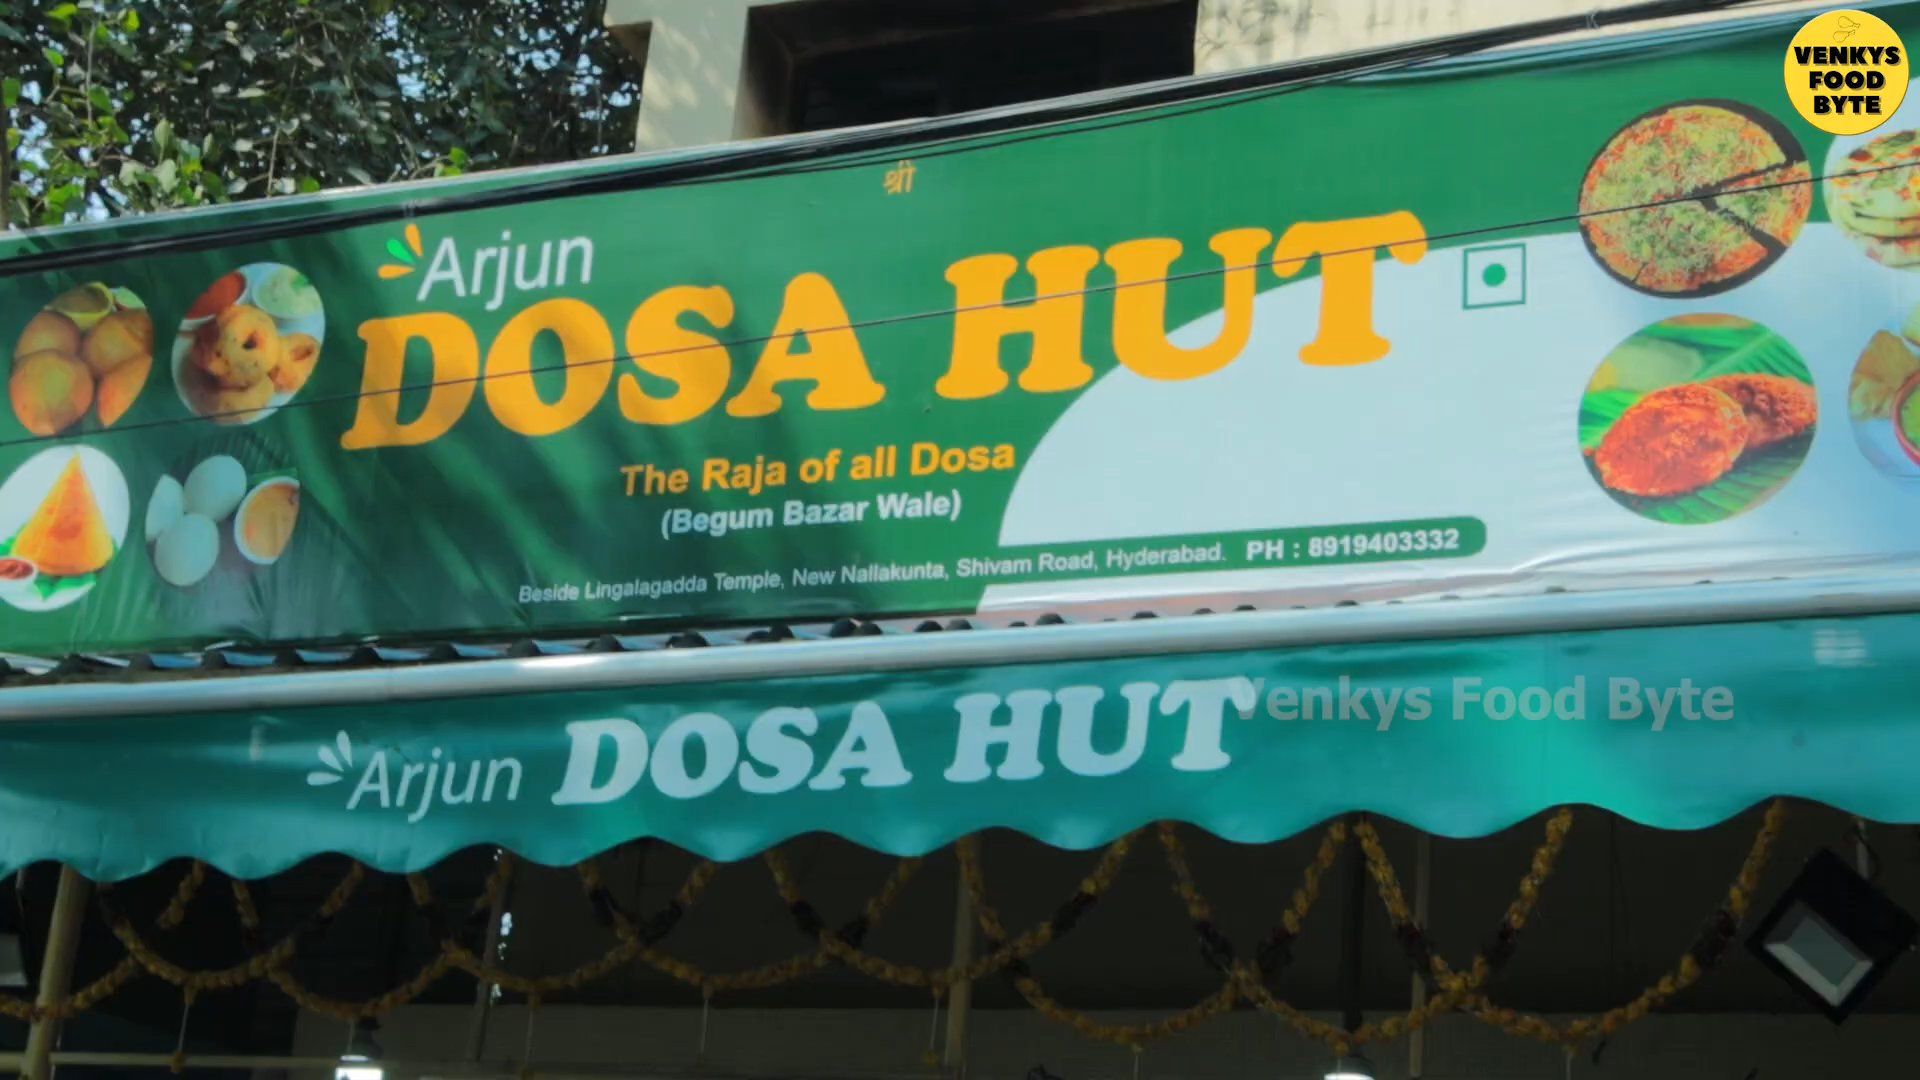 VENKYS
FOOD
BYTE
श्री
Arjun
DOSA HUT
The Raja of all Dosa
(Begum Bazar Wale)
Beside Lingalagadda Temple, New Nallakunta, Shivam Road, Hyderabad. PH : 8919403332
Arjun DOSA HUT
Venkys Food Byte